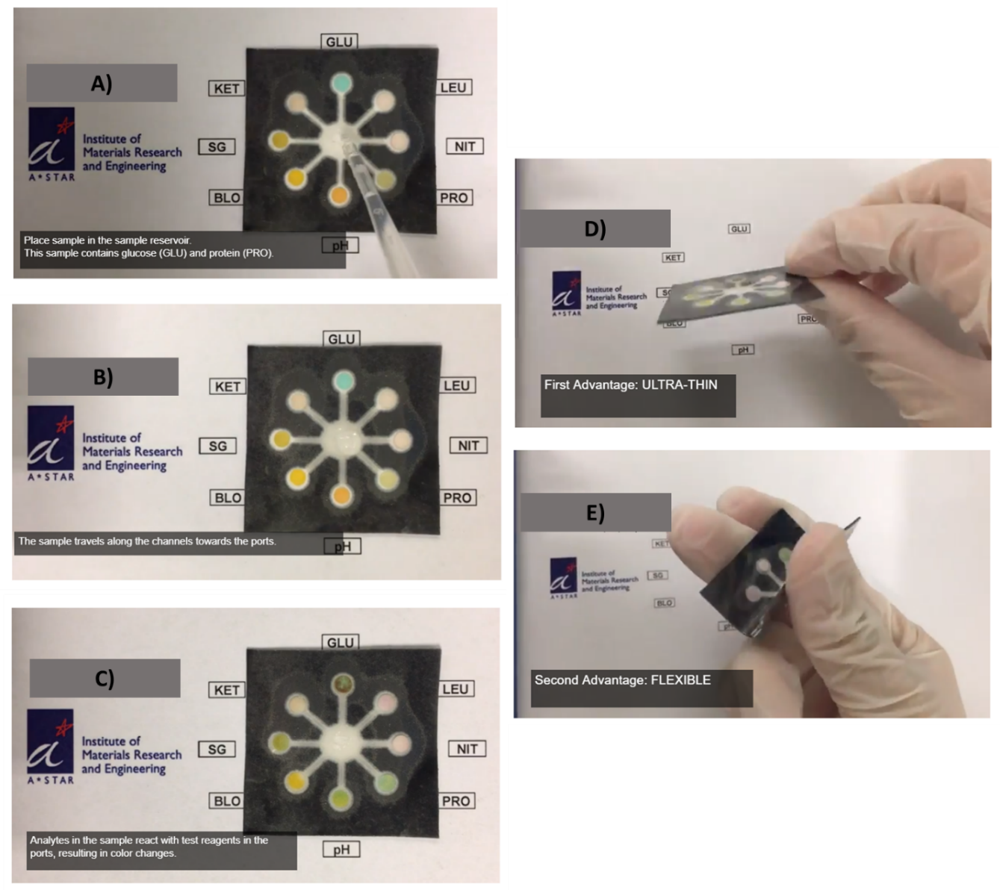 A)
GLU
KET
LEU
SG
NIT
BLO
PRO
pH
a
A*STAR
Institute of
Materials Research
and Engineering
Place sample in the sample reservoir.
This sample contains glucose (GLU) and protein (PRO).
B)
GLU
KET
LEU
SG
NIT
BLO
PRO
pH
a
A*STAR
Institute of
Materials Research
and Engineering
The sample travels along the channels towards the ports.
C)
GLU
KET
LEU
SG
NIT
BLO
PRO
pH
a
A*STAR
Institute of
Materials Research
and Engineering
Analytes in the sample react with test reagents in the
ports, resulting in color changes.
D)
GLU
KET
SG
BLO
PRO
pH
a
A*STAR
Institute of
Materials Research
and Engineering
First Advantage: ULTRA-THIN
E)
KET
SG
BLO
pH
a
A*STAR
Institute of
Materials Research
and Engineering
Second Advantage: FLEXIBLE